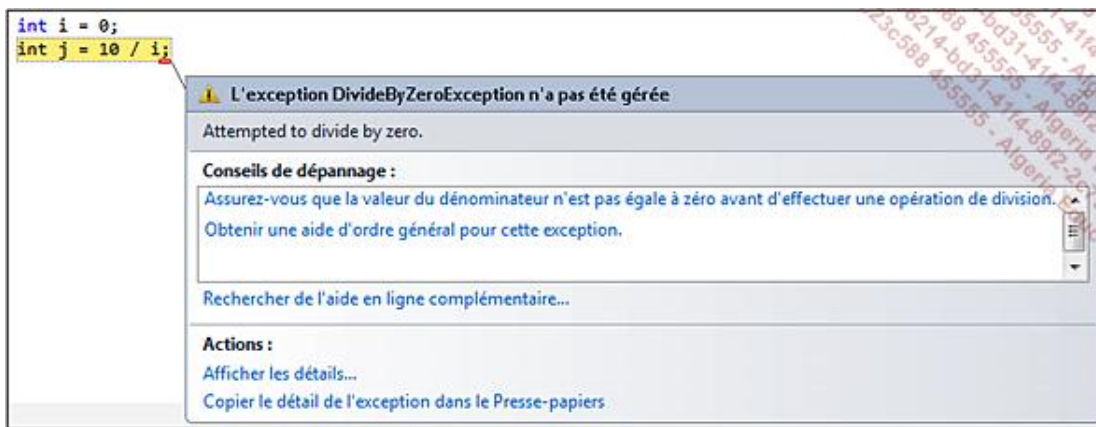 int i = 0;
int j = 10 / i;
L'exception DivideByZeroException n'a pas été gérée
Attempted to divide by zero.
Conseils de dépannage :
Assurez-vous que la valeur du dénominateur n'est pas égale à zéro avant d'effectuer une opération de division.
Obtenir une aide d'ordre général pour cette exception.
Rechercher de l'aide en ligne complémentaire...
Actions :
Afficher les détails...
Copier le détail de l'exception dans le Presse-papiers